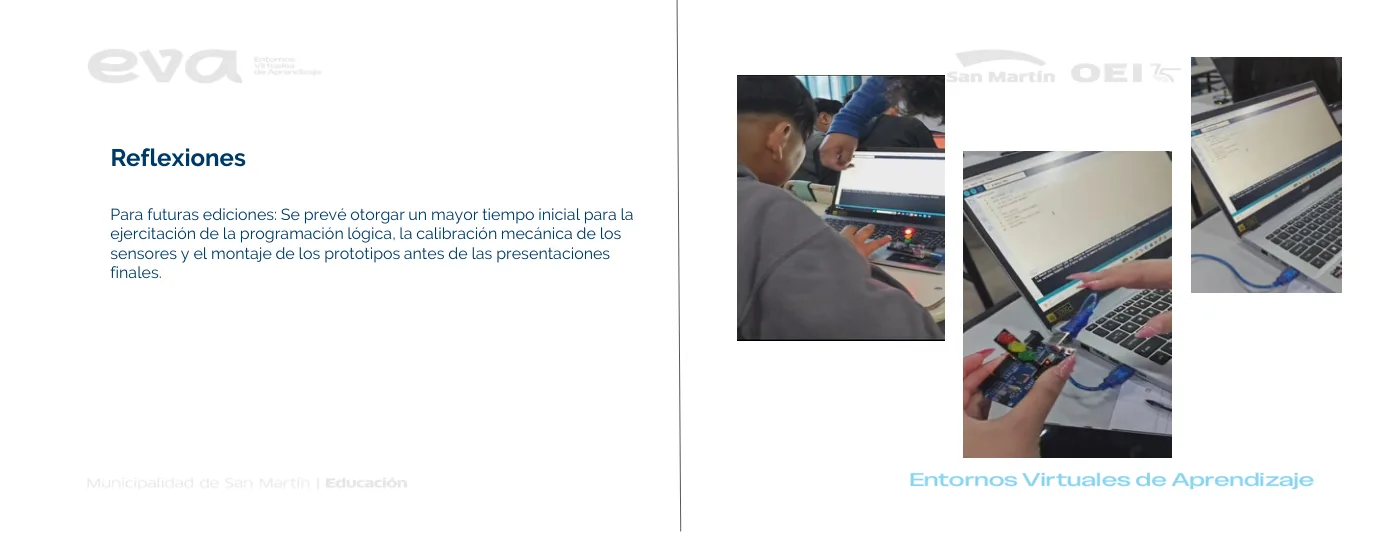 eva
Entornos
Virtuales
de Aprendizaje
Reflexiones
Para futuras ediciones: Se prevé otorgar un mayor tiempo inicial para la
ejercitación de la programación lógica, la calibración mecánica de los
sensores y el montaje de los prototipos antes de las presentaciones
finales.
Municipalidad de San Martín | Educación
San Martín
OEI 75
Entornos Virtuales de Aprendizaje